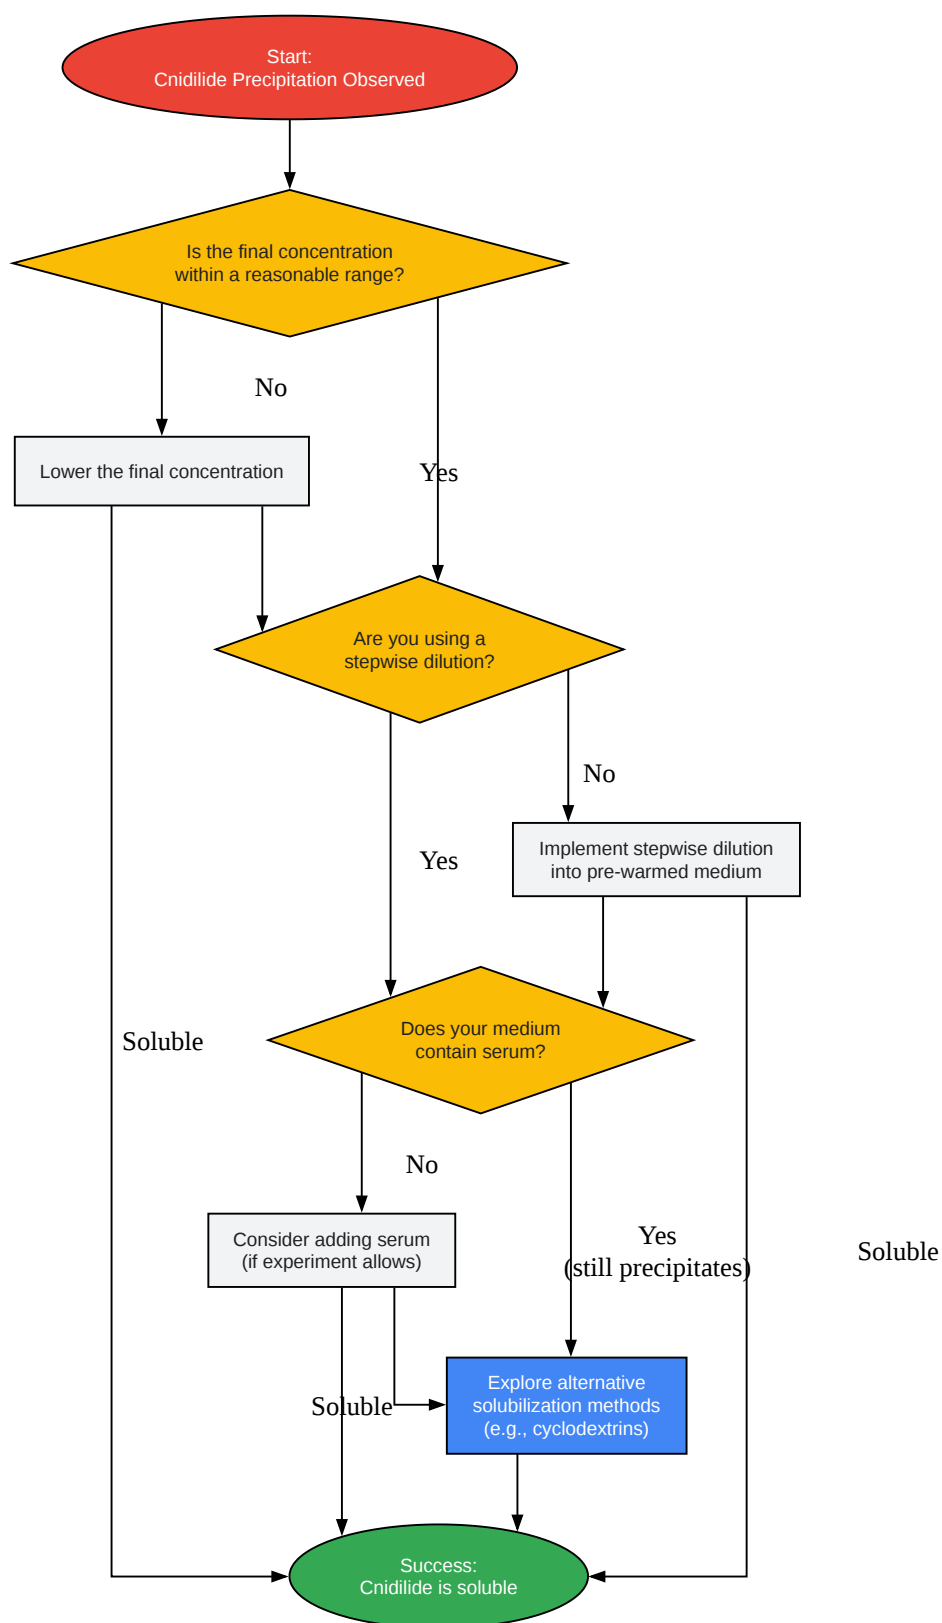 Start:
Cnidilide Precipitation Observed
Is the final concentration
within a reasonable range?
No
Lower the final concentration
Yes
Are you using a
stepwise dilution?
No
Implement stepwise dilution
into pre-warmed medium
Yes
Does your medium
contain serum?
Soluble
No
Consider adding serum
(if experiment allows)
Yes
(still precipitates)
Soluble
Explore alternative
solubilization methods
(e.g., cyclodextrins)
Soluble
Success:
Cnidilide is soluble